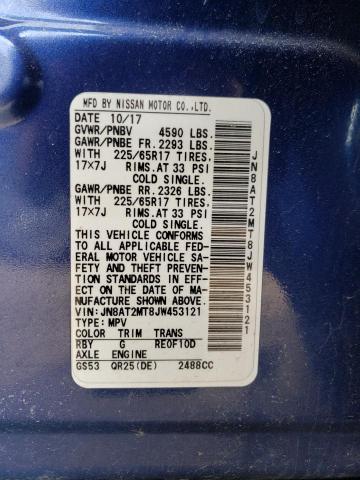 MFD BY NISSAN MOTOR CO.,LTD.
DATE 10/17
GVWR/PNBV 4590 LBS.
GAWR/PNBE FR. 2293 LBS.
WITH 225/65R17 TIRES,
17×7J RIMS.AT 33 PSI
COLD SINGLE.
GAWR/PNBE RR. 2326 LBS.
WITH 225/65R17 TIRES,
17×7J RIMS.AT 33 PSI
COLD SINGLE.
THIS VEHICLE CONFORMS
TO ALL APPLICABLE FED-
ERAL MOTOR VEHICLE SA-
FETY AND THEFT PREVEN-
TION STANDARDS IN EFF-
ECT ON THE DATE OF MA-
NUFACTURE SHOWN ABOVE.
VIN:JN8AT2MT8JW453121
TYPE: MPV
COLOR TRIM TRANS
RBY G RE0F10D
AXLE ENGINE
GS53 QR25(DE) 2488CC
JN8AT2MT8JW453121